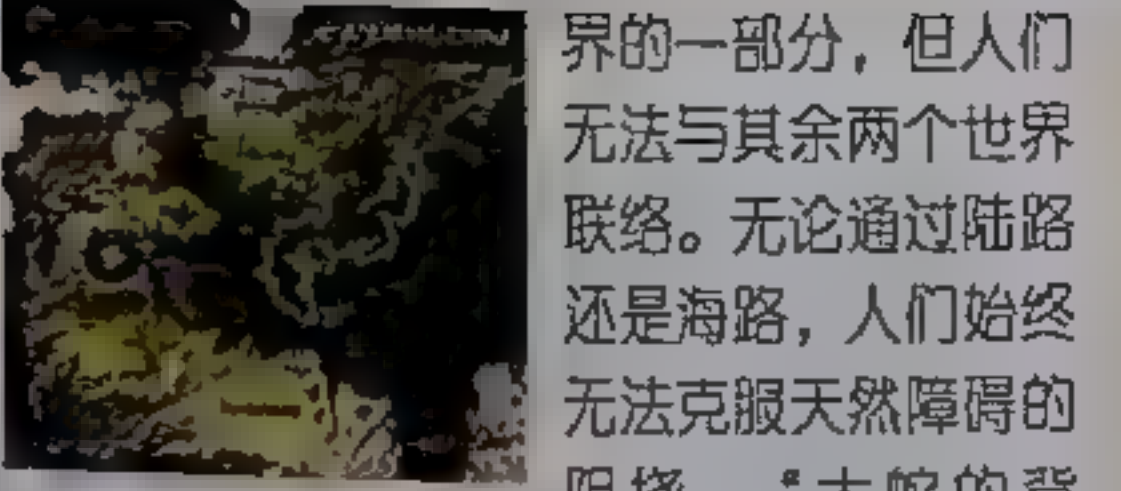 界的一部分，但人们
无法与其余两个世界
联络。无论通过陆路
还是海路，人们始终
无法克服天然障碍的